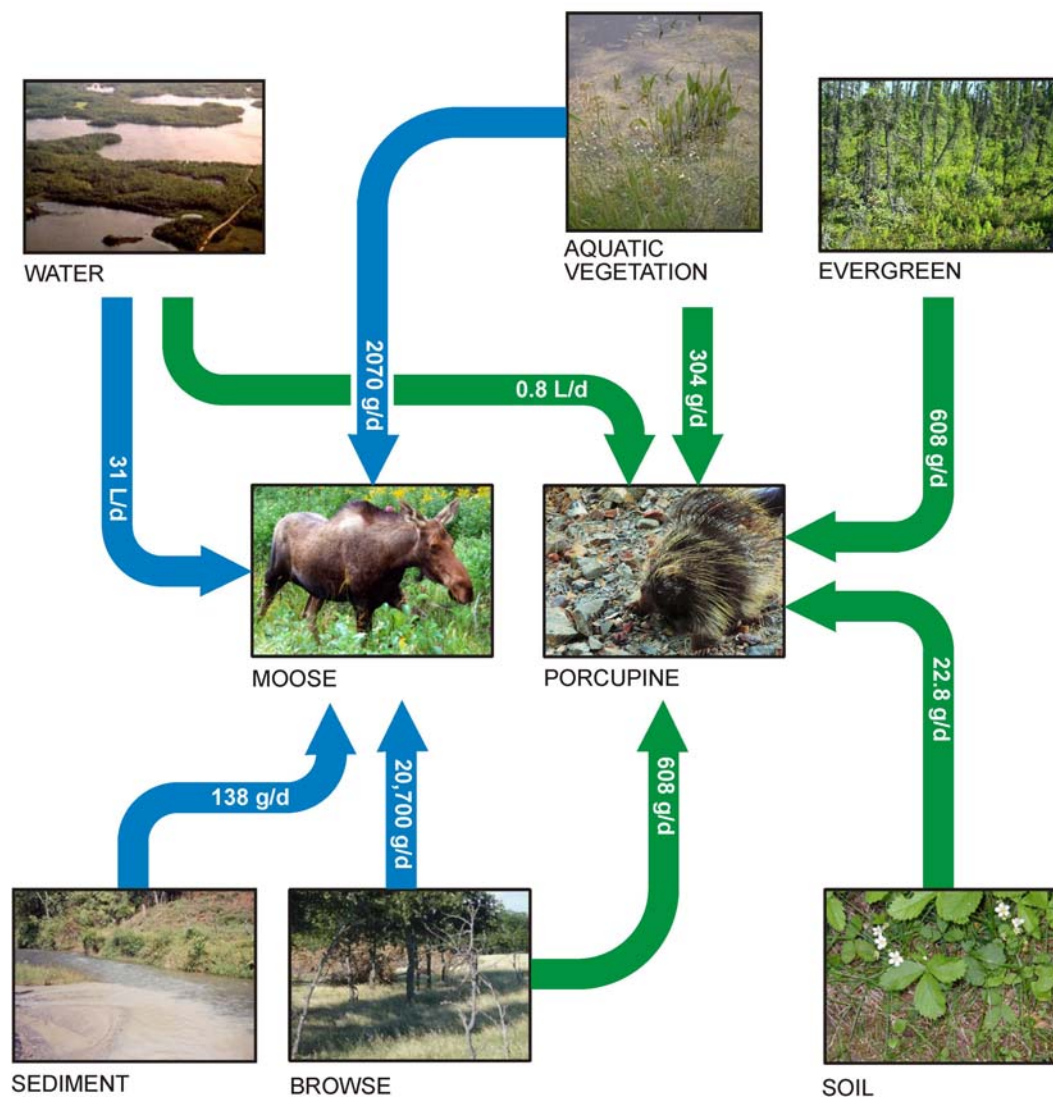 WATER
AQUATIC
VEGETATION
EVERGREEN
31 L/d
2070 g/d
0.8 L/d
304 g/d
608 g/d
MOOSE
PORCUPINE
138 g/d
20,700 g/d
608 g/d
22.8 g/d
SEDIMENT
BROWSE
SOIL